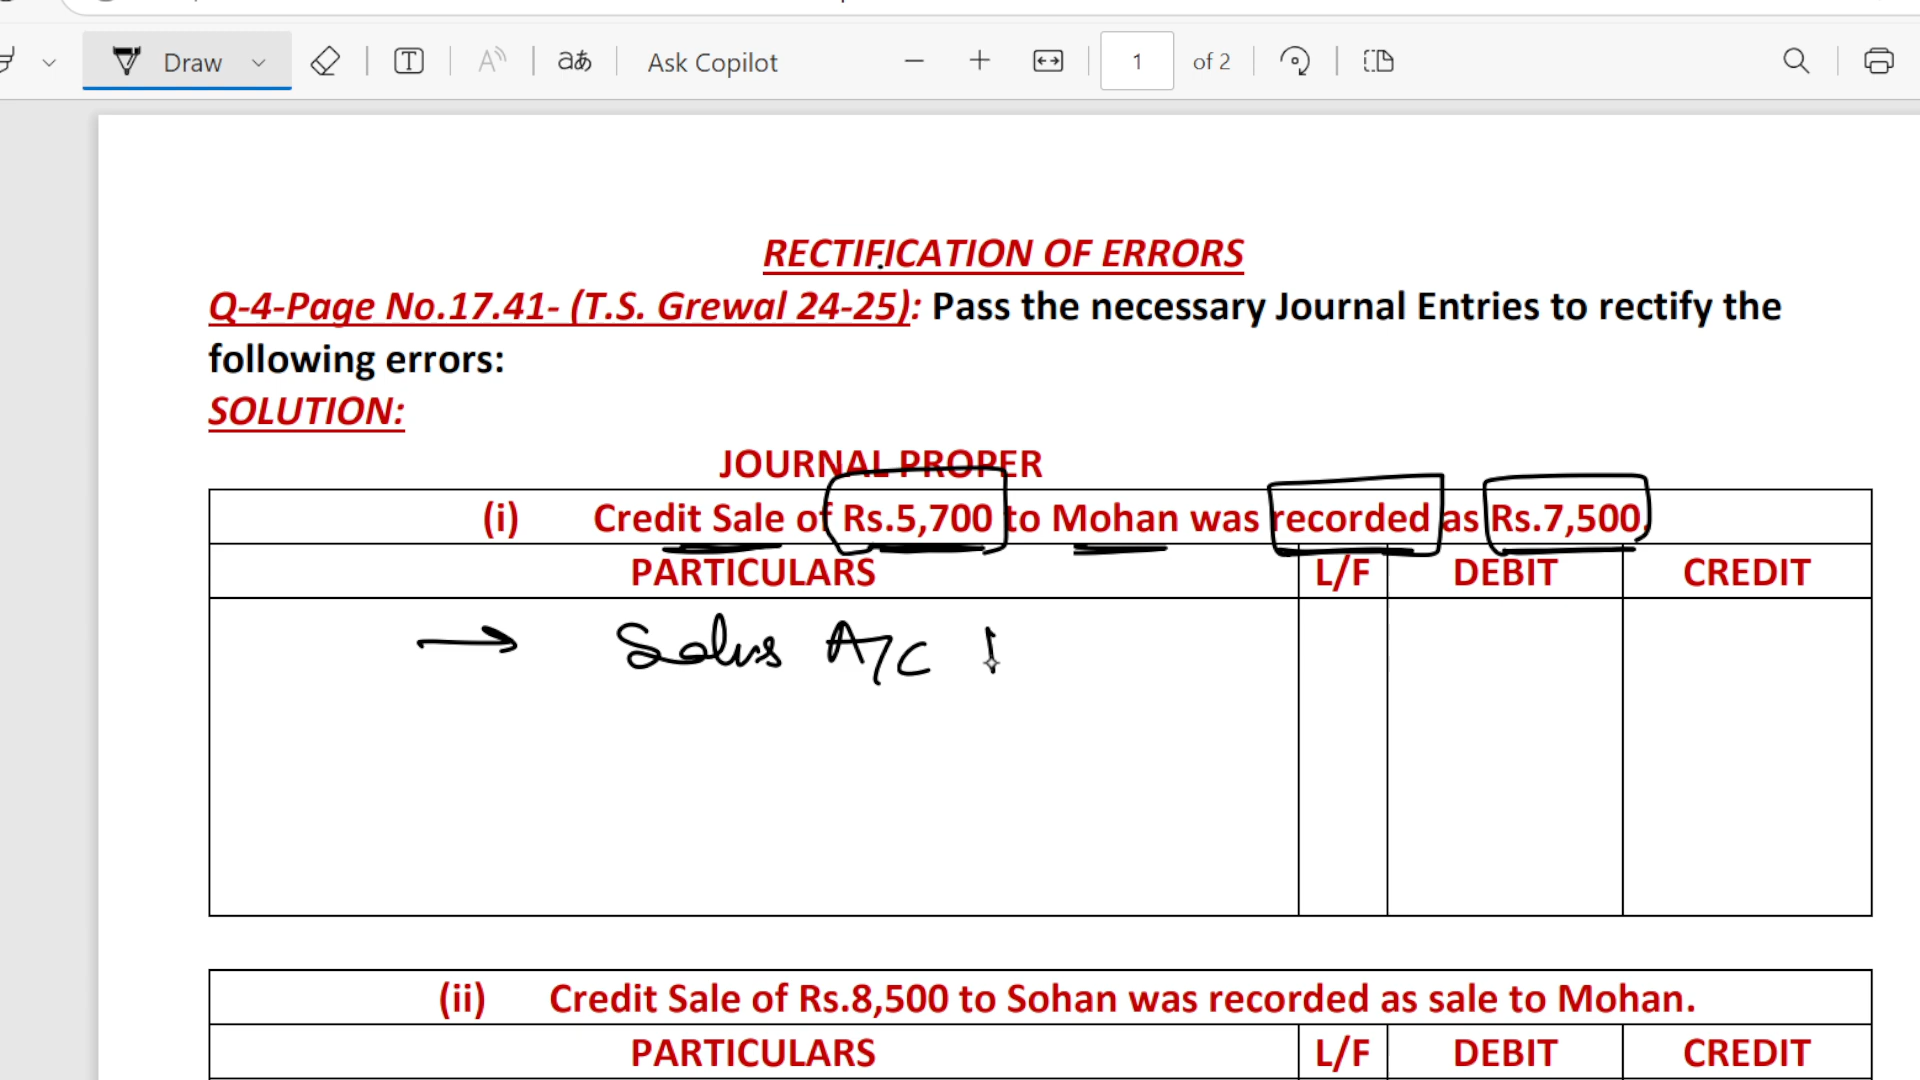 Draw aあ Ask Copilot 1 of 2
RECTIFICATION OF ERRORS
Q-4-Page No.17.41- (T.S. Grewal 24-25): Pass the necessary Journal Entries to rectify the
following errors:
SOLUTION:
JOURNAL PROPER
(i) Credit Sale of Rs.5,700 to Mohan was recorded as Rs.7,500.
PARTICULARS L/F DEBIT CREDIT
Sales A/C
(ii) Credit Sale of Rs.8,500 to Sohan was recorded as sale to Mohan.
PARTICULARS L/F DEBIT CREDIT